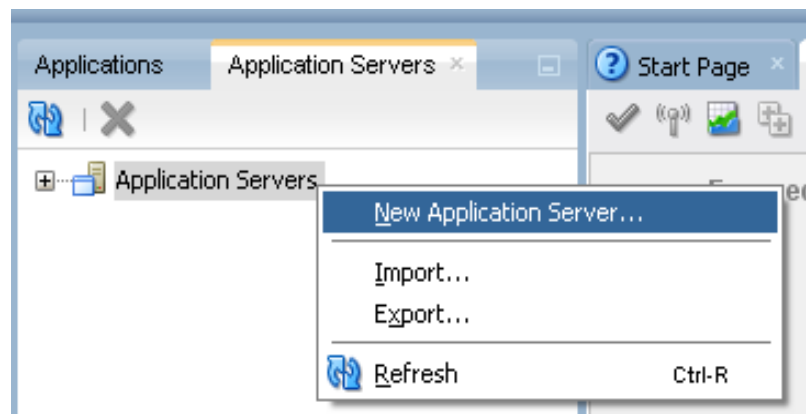 Applications
Application Servers
Start Page
Application Servers
New Application Server...
Import...
Export...
Refresh Ctrl-R